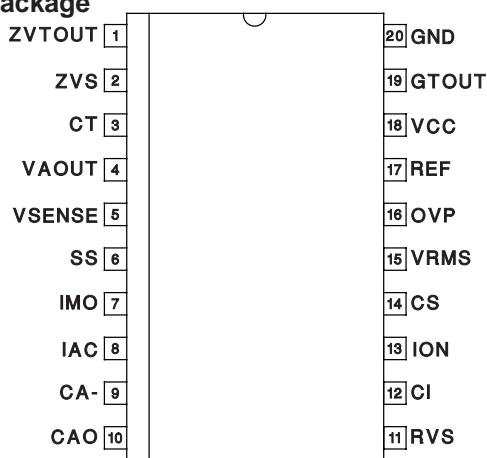 ackage
ZVTOUT 1
ZVS 2
CT 3
VAOUT 4
VSENSE 5
SS 6
IMO 7
IAC 8
CA- 9
CAO 10
20 GND
19 GTOUT
18 VCC
17 REF
16 OVP
15 VRMS
14 CS
13 ION
12 CI
11 RVS